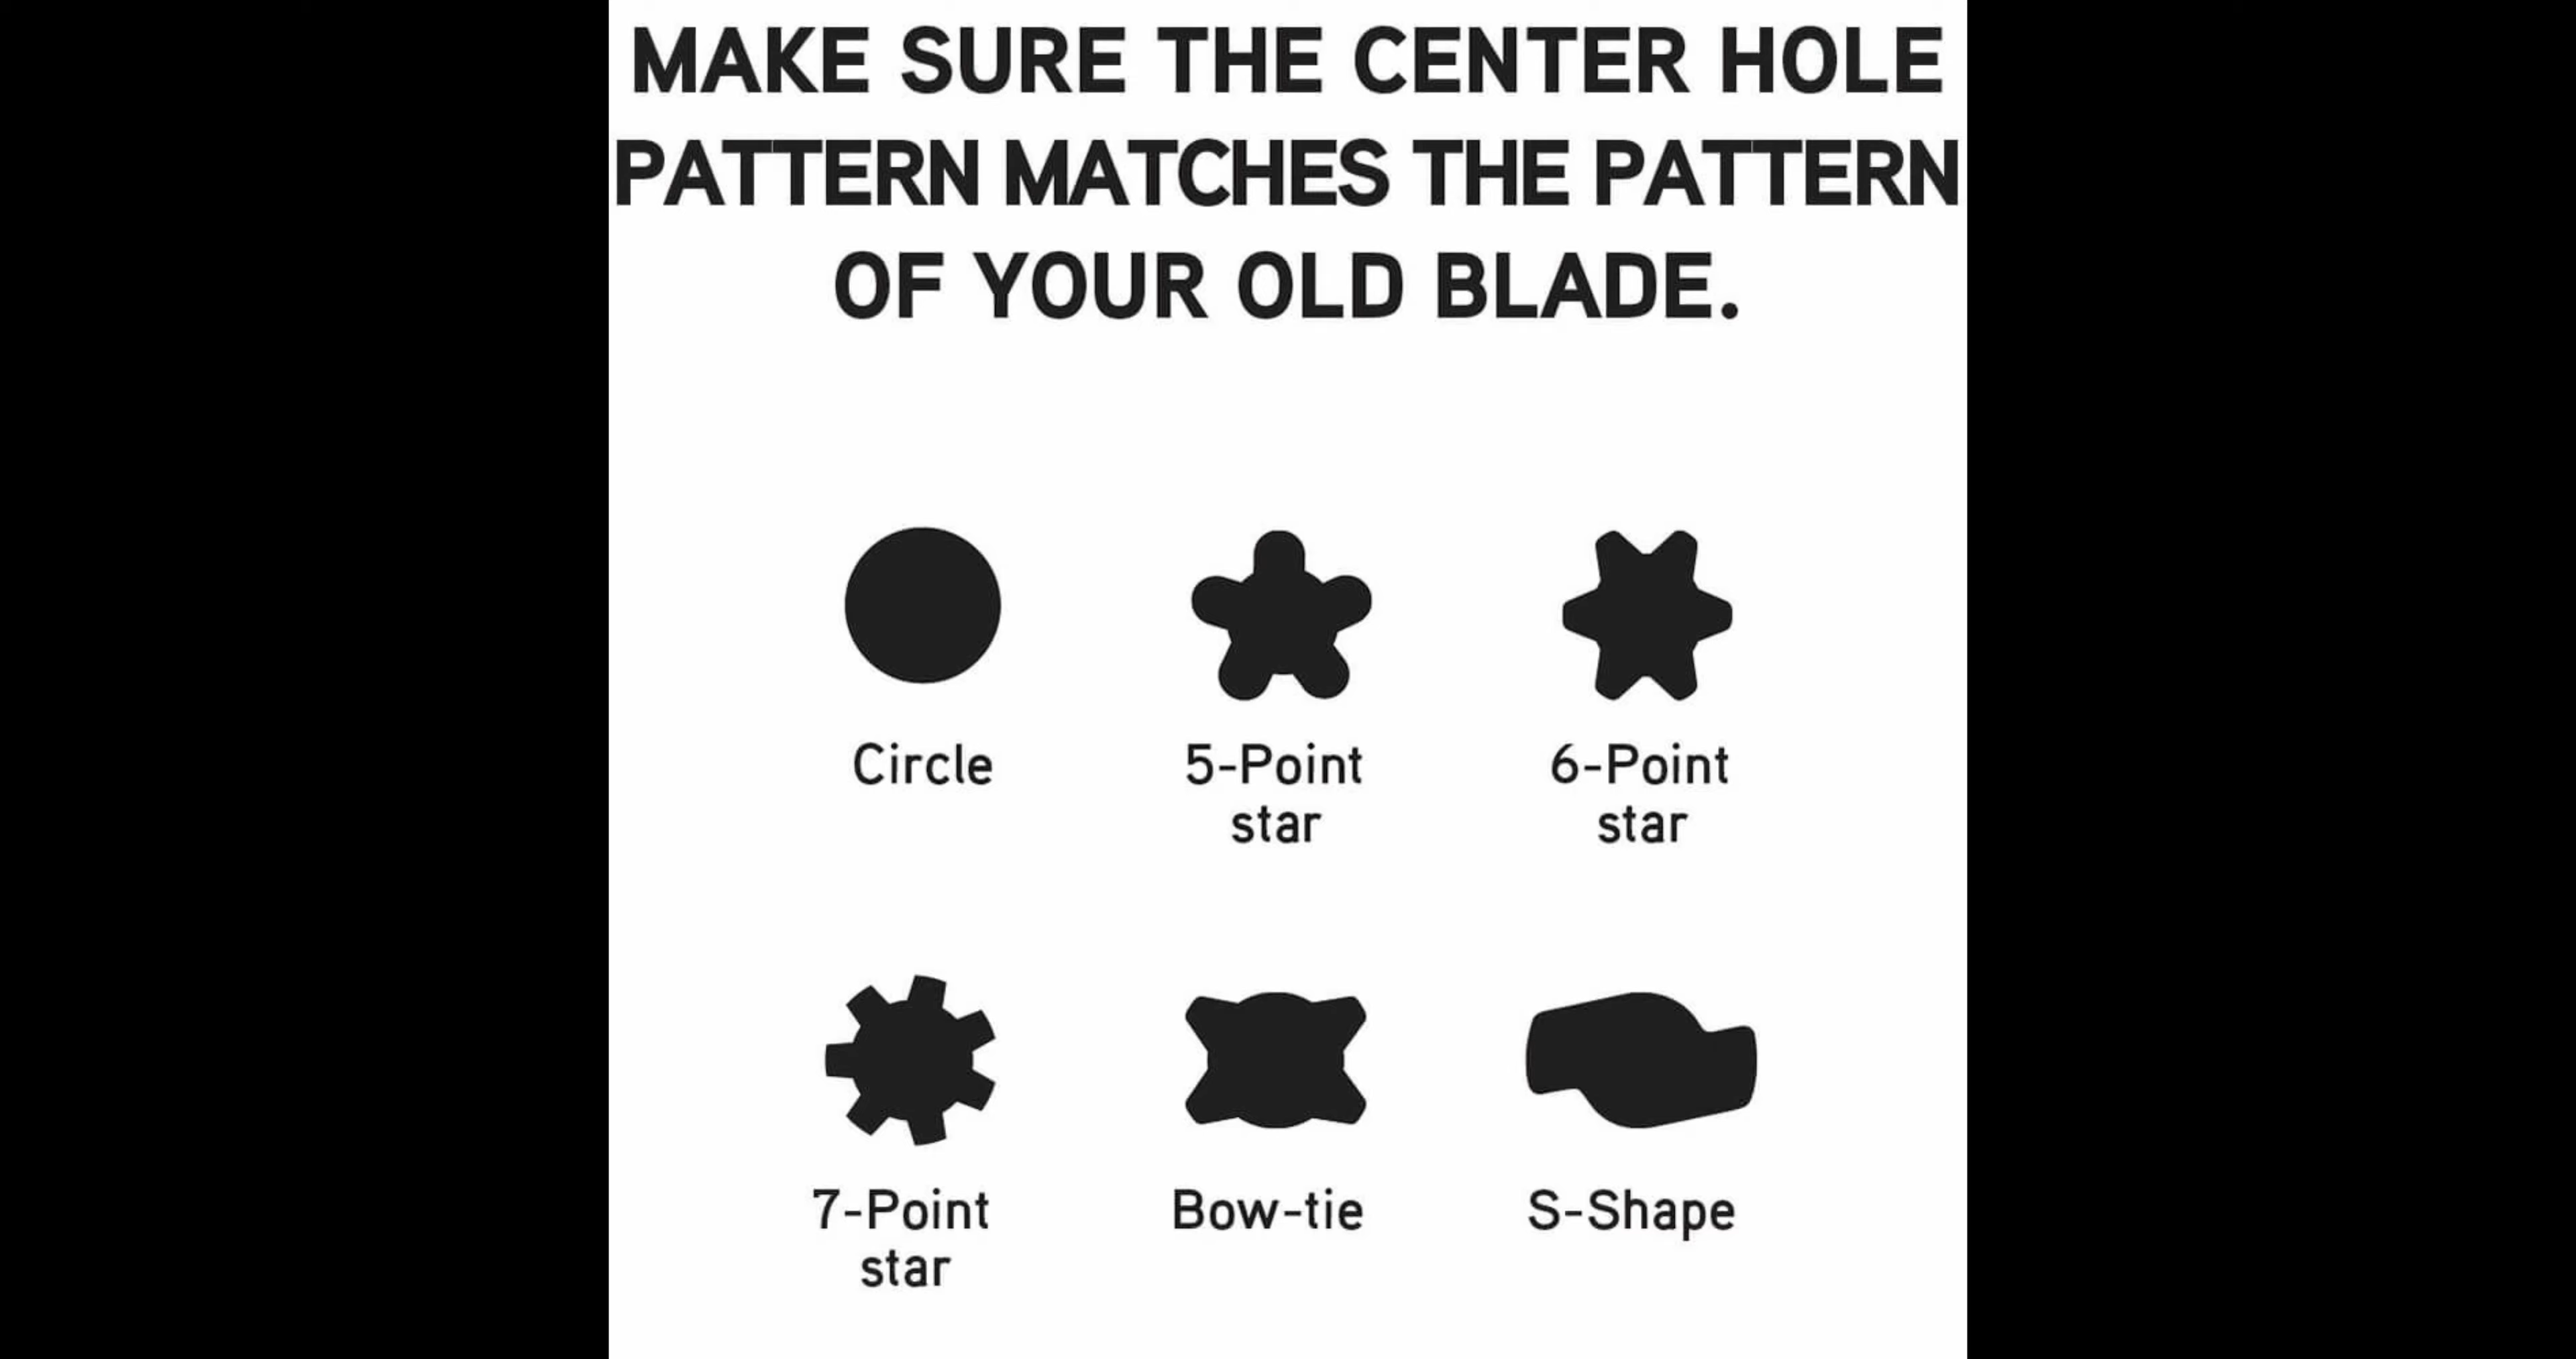 MAKE SURE THE CENTER HOLE
PATTERN MATCHES THE PATTERN
OF YOUR OLD BLADE.
Circle
5-Point
star
6-Point
star
7-Point
star
Bow-tie
S-Shape